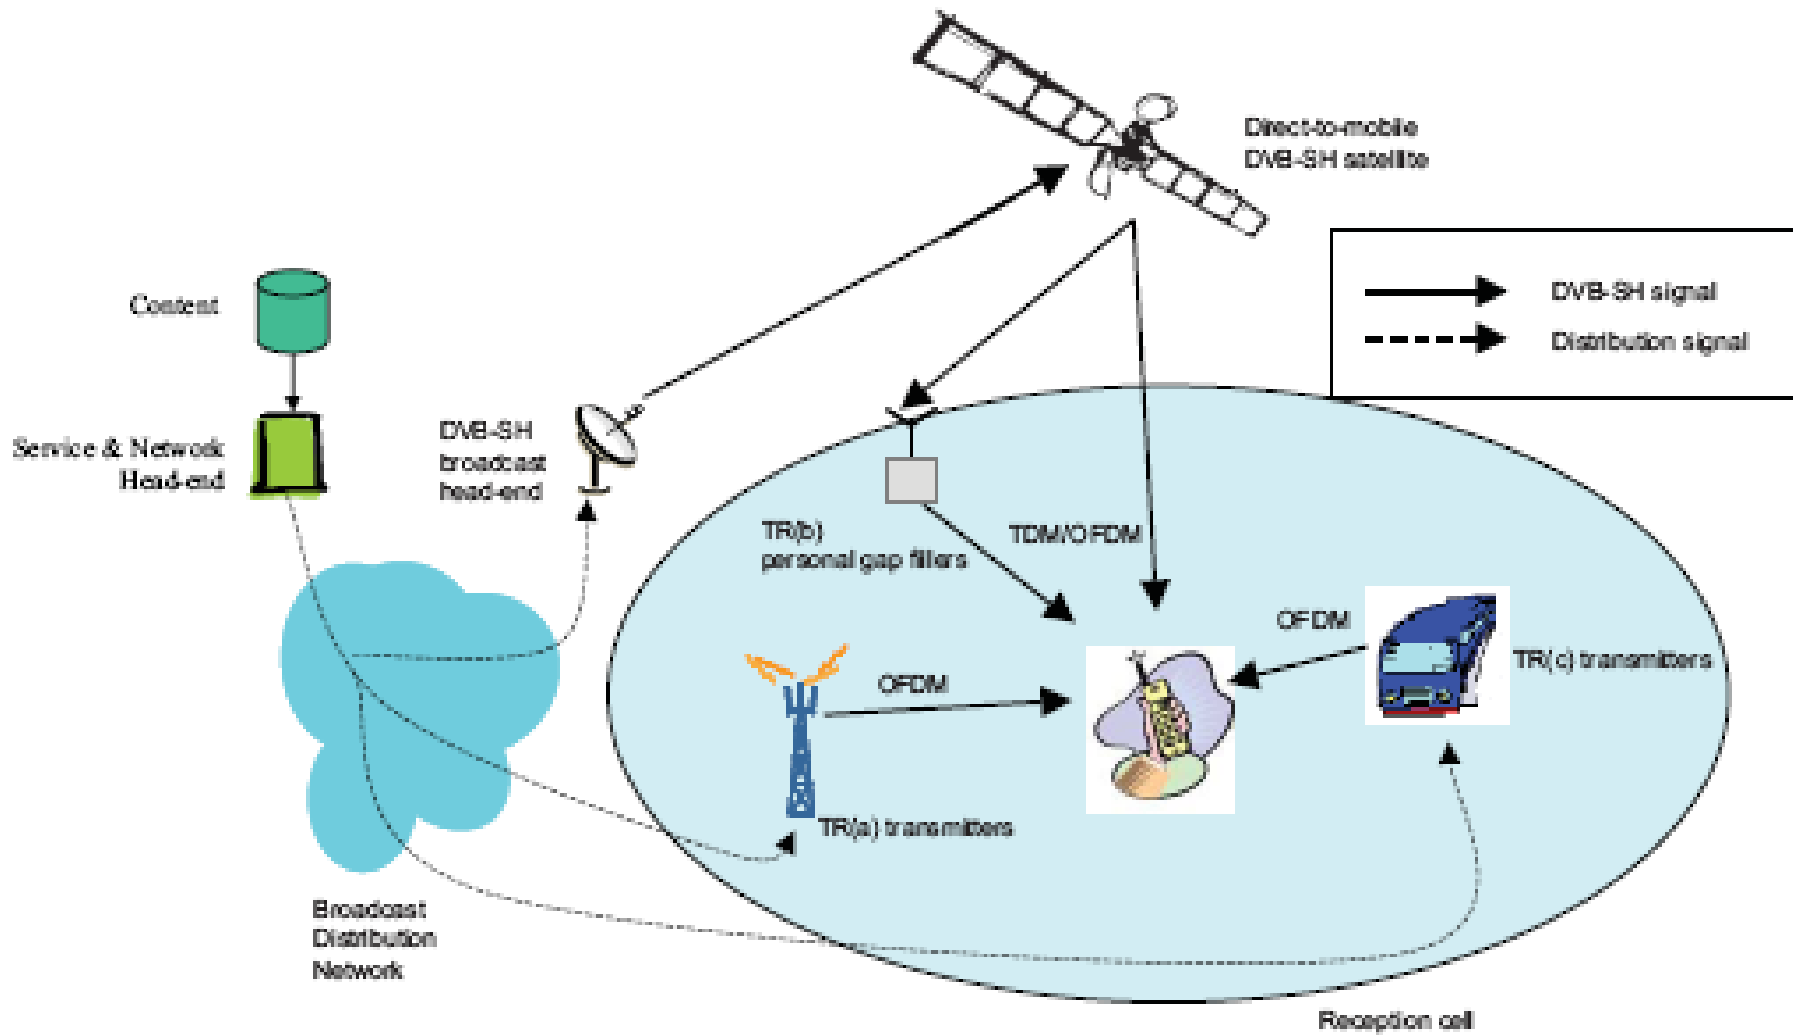 Direct-to-mobile
DVB-SH satellite
DVB-SH signal
Distribution signal
Content
Service & Network
Head-end
DVB-SH
broadcast
head-end
TR(b)
personal gap fillers
TDM/OFDM
OFDM
TR(c) transmitters
OFDM
TR(a) transmitters
Broadcast
Distribution
Network
Reception cell